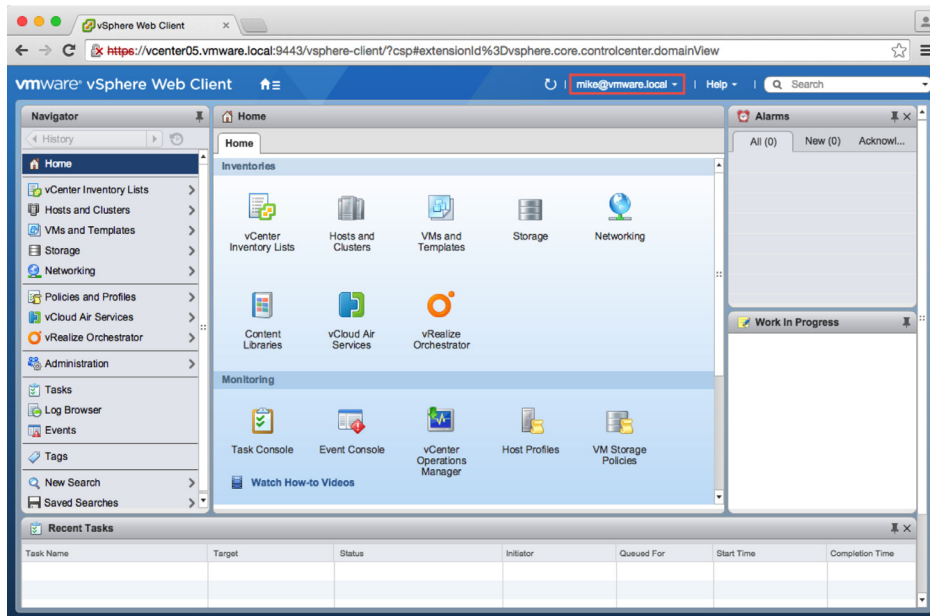 vSphere Web Client
https://vcenter05.vmware.local:9443/vsphere-client/?csp#extensionId%3Dvsphere.core.controlcenter.domainView
vmware® vSphere Web Client
mike@vmware.local
Help
Search
Navigator
History
Home
vCenter Inventory Lists
Hosts and Clusters
VMs and Templates
Storage
Networking
Policies and Profiles
vCloud Air Services
vRealize Orchestrator
Administration
Tasks
Log Browser
Events
Tags
New Search
Saved Searches
Home
Home
Inventories
vCenter
Inventory Lists
Hosts and
Clusters
VMs and
Templates
Storage
Networking
Content
Libraries
vCloud Air
Services
vRealize
Orchestrator
Monitoring
Task Console
Event Console
vCenter
Operations
Manager
Host Profiles
VM Storage
Policies
Watch How-to Videos
Alarms
All (0)
New (0)
Acknowl...
Work In Progress
Recent Tasks
Task Name
Target
Status
Initiator
Queued For
Start Time
Completion Time